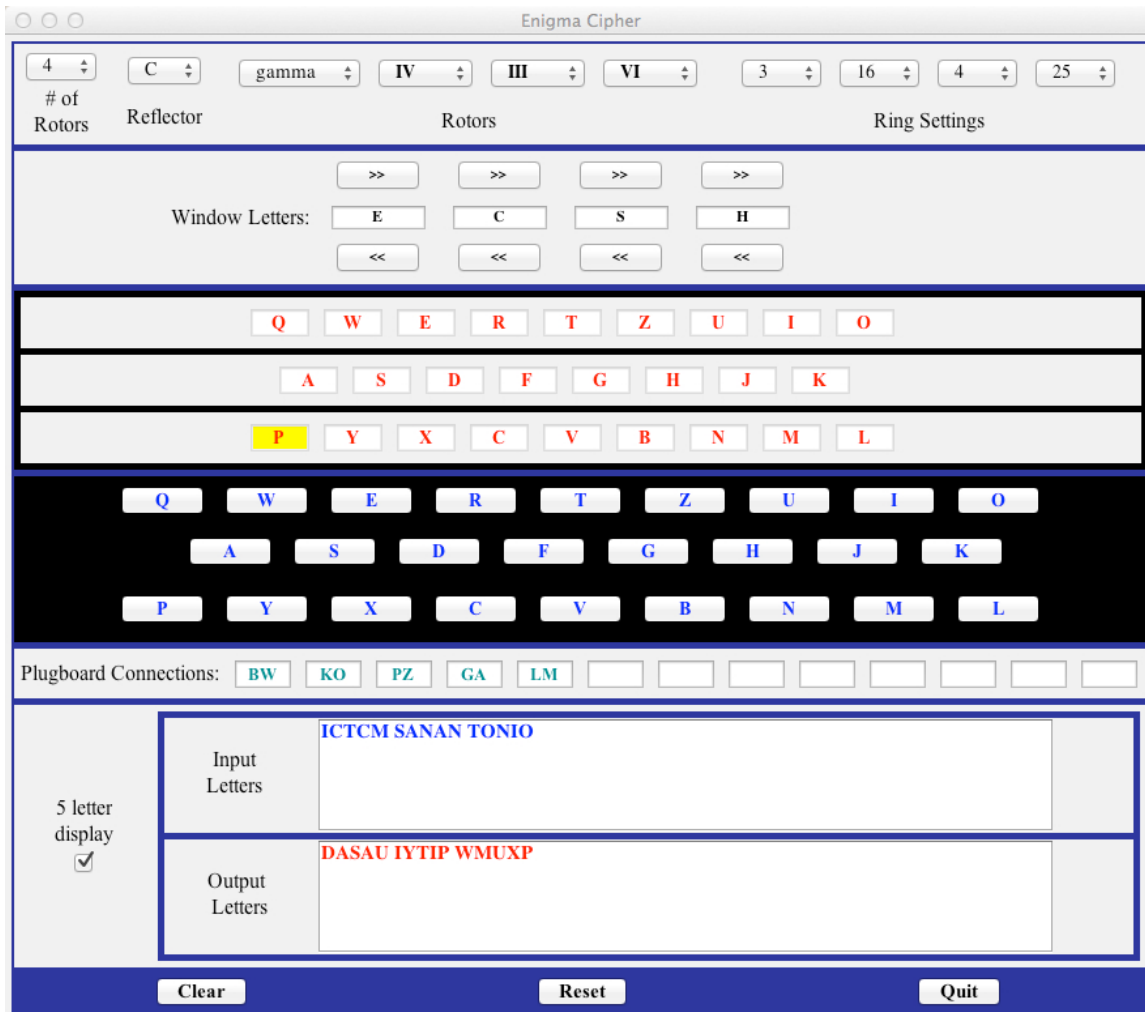 Enigma Cipher
4 C gamma IV III VI 3 16 4 25
# of
Rotors Reflector Rotors Ring Settings
>> >> >> >>
Window Letters: E C S H
<< << << <<
Q W E R T Z U I O
A S D F G H J K
P Y X C V B N M L
Q W E R T Z U I O
A S D F G H J K
P Y X C V B N M L
Plugboard Connections: BW KO PZ GA LM
5 letter
display
Input
Letters
ICTCM SANAN TONIO
Output
Letters
DASAU IYTIP WMUXP
Clear Reset Quit